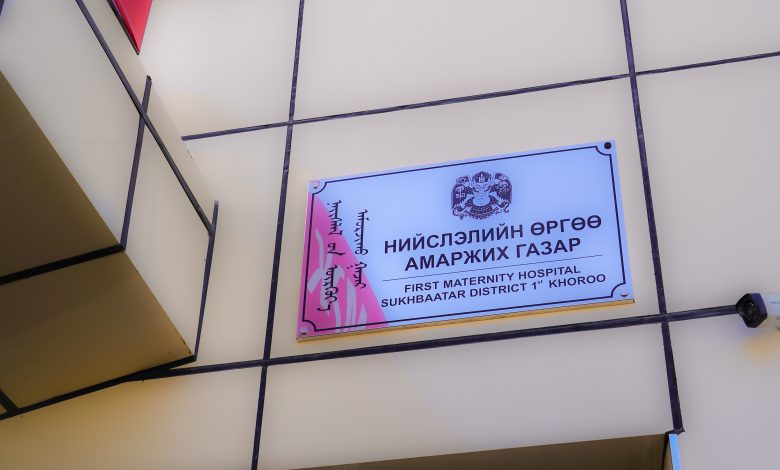 НИЙСЛЭЛИЙН ӨРГӨӨ
АМАРЖИХ ГАЗАР
FIRST MATERNITY HOSPITAL
SUKHBAATAR DISTRICT 1st KHOROO